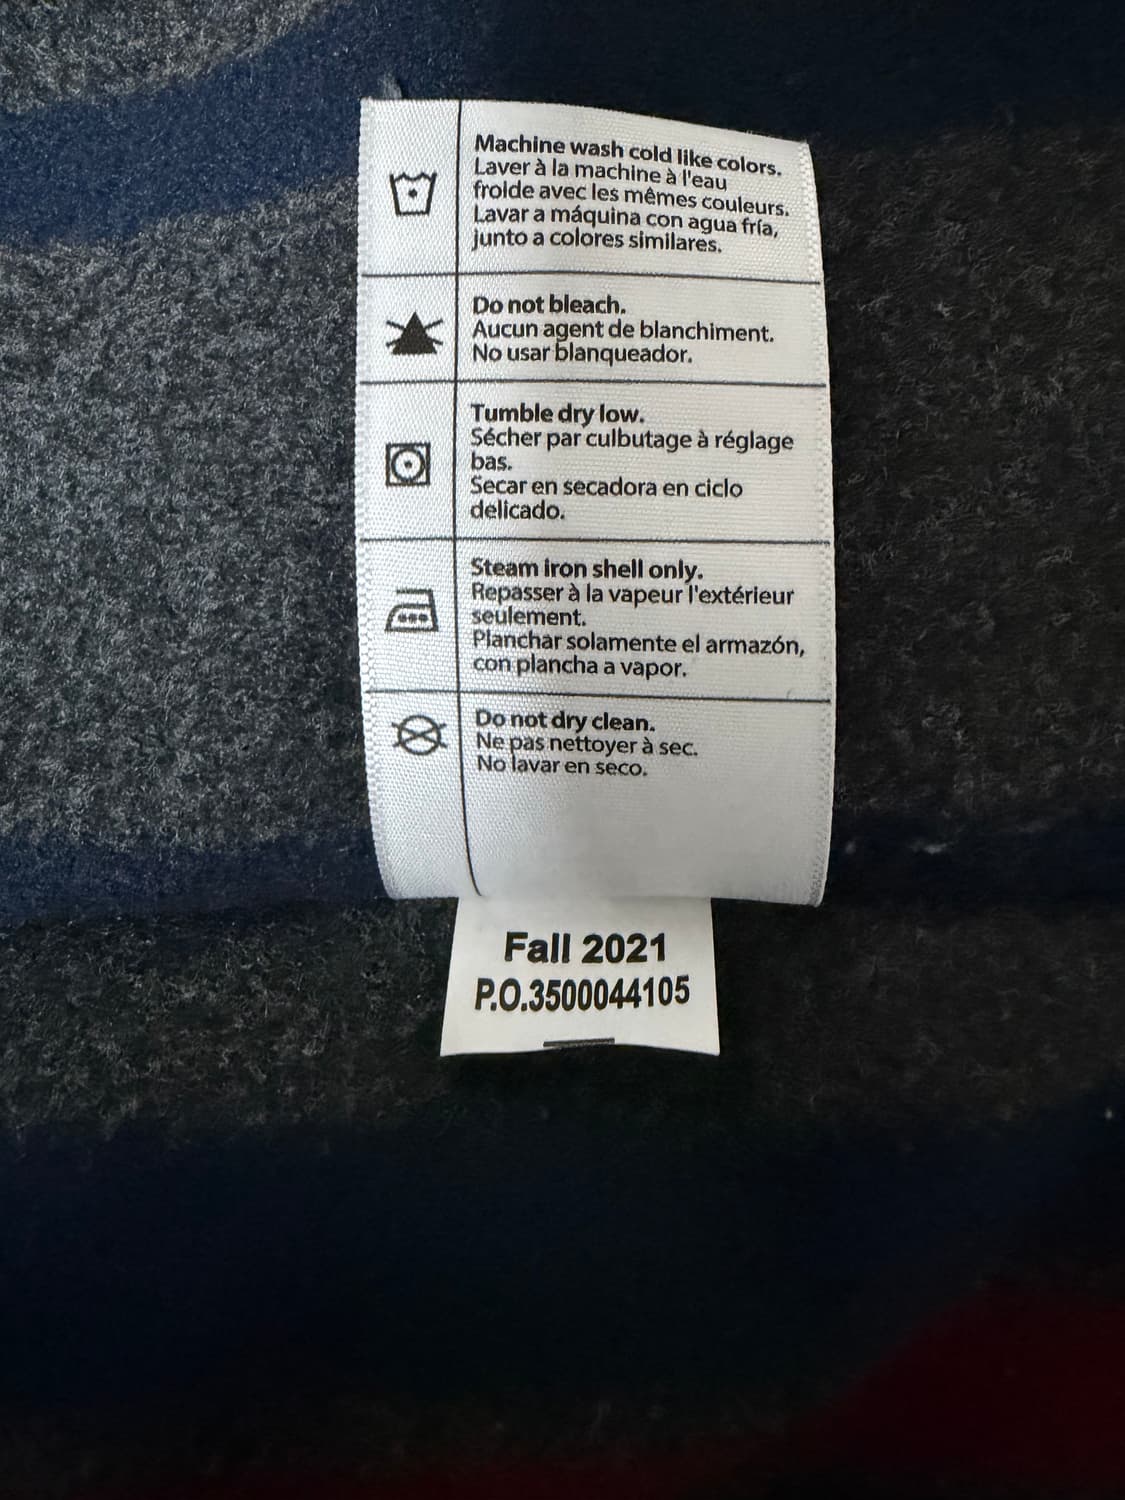 Machine wash cold like colors.
Laver à la machine à l'eau
froide avec les mêmes couleurs.
Lavar a máquina con agua fría,
junto a colores similares.
Do not bleach.
Aucun agent de blanchiment.
No usar blanqueador.
Tumble dry low.
Sécher par culbutage à réglage
bas.
Secar en secadora en ciclo
delicado.
Steam iron shell only.
Repasser à la vapeur l'extérieur
seulement.
Planchar solamente el armazón,
con plancha a vapor.
Do not dry clean.
Ne pas nettoyer à sec.
No lavar en seco.
Fall 2021
P.O.3500044105